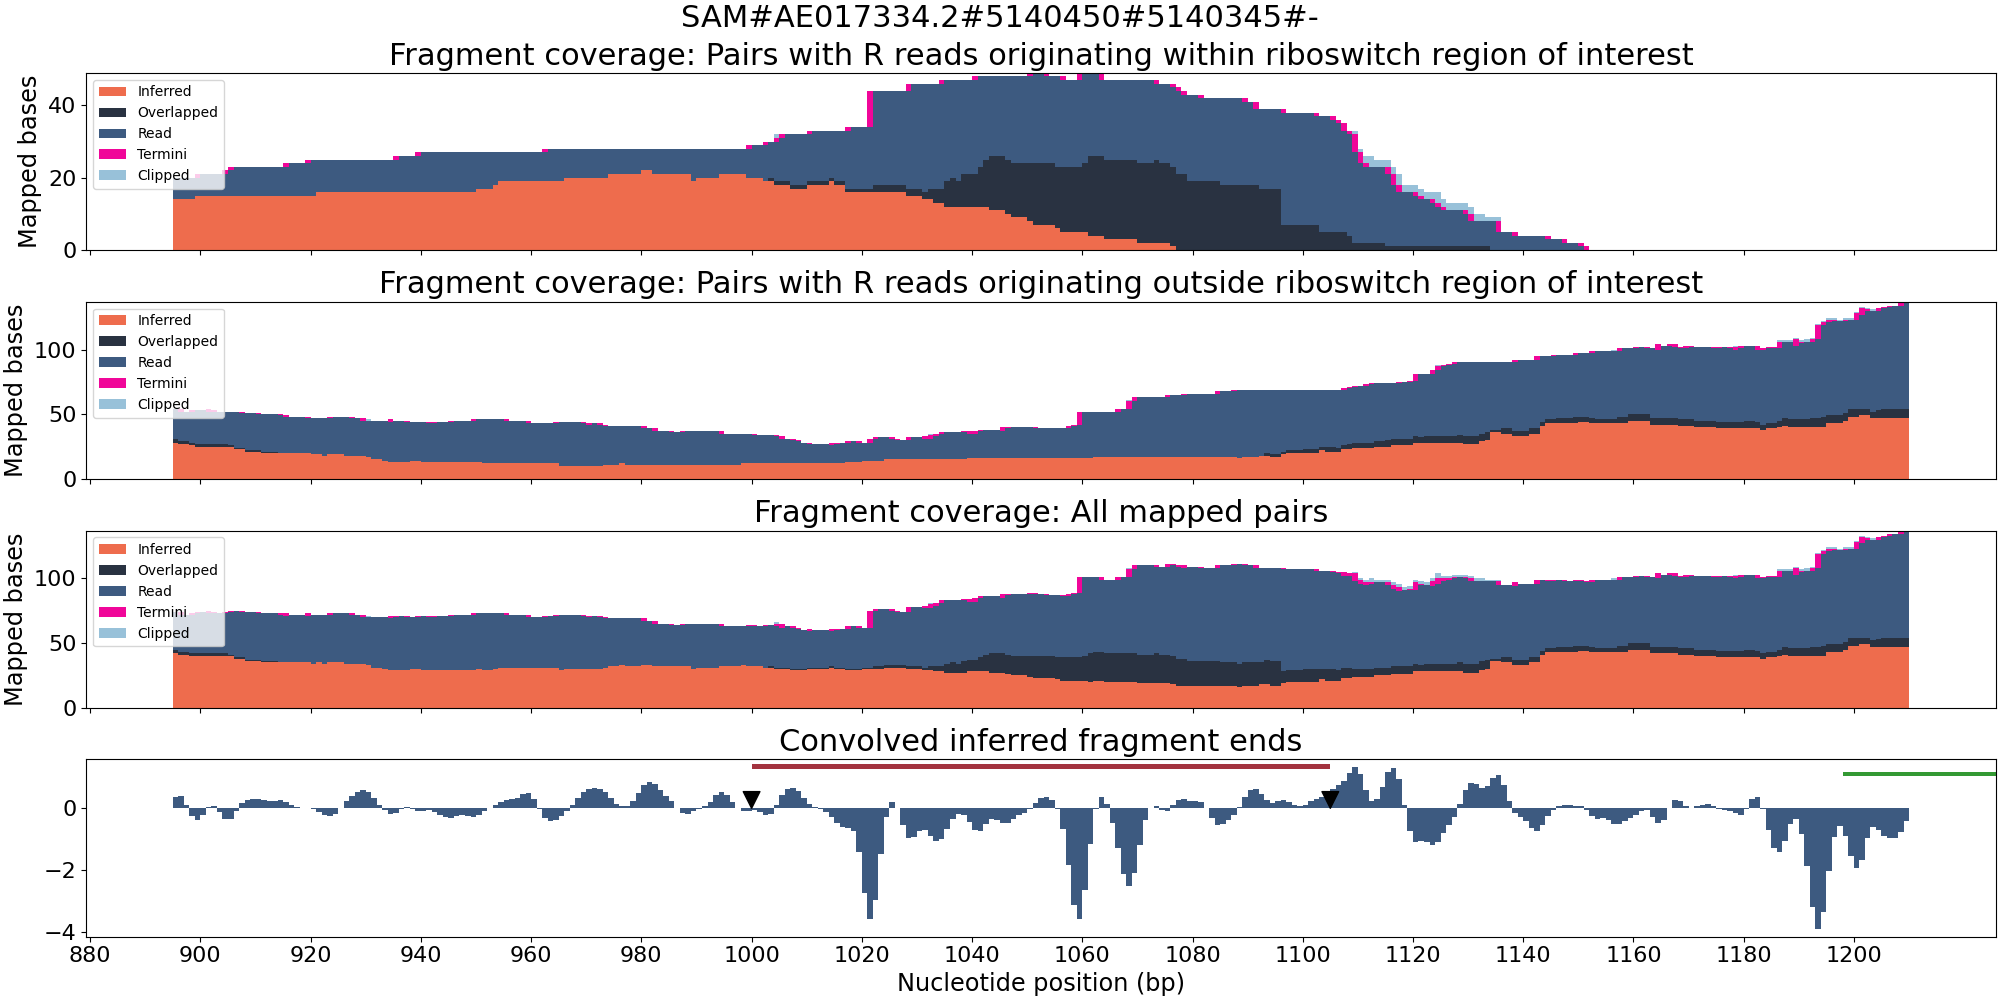 SAM#AE017334.2#5140450#5140345#-
Fragment coverage: Pairs with R reads originating within riboswitch region of interest
Mapped bases
40
20
0
Inferred
Overlapped
Read
Termini
Clipped
Fragment coverage: Pairs with R reads originating outside riboswitch region of interest
Mapped bases
100
50
0
Inferred
Overlapped
Read
Termini
Clipped
Fragment coverage: All mapped pairs
Mapped bases
100
50
0
Inferred
Overlapped
Read
Termini
Clipped
Convolved inferred fragment ends
0
−2
−4
880 900 920 940 960 980 1000 1020 1040 1060 1080 1100 1120 1140 1160 1180 1200
Nucleotide position (bp)